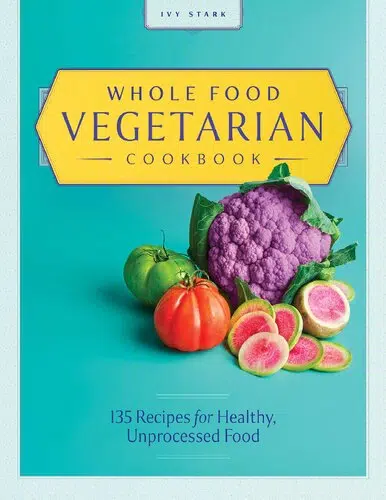 IVY STARK
WHOLE FOOD
VEGETARIAN
COOKBOOK
135 Recipes for Healthy,
Unprocessed Food